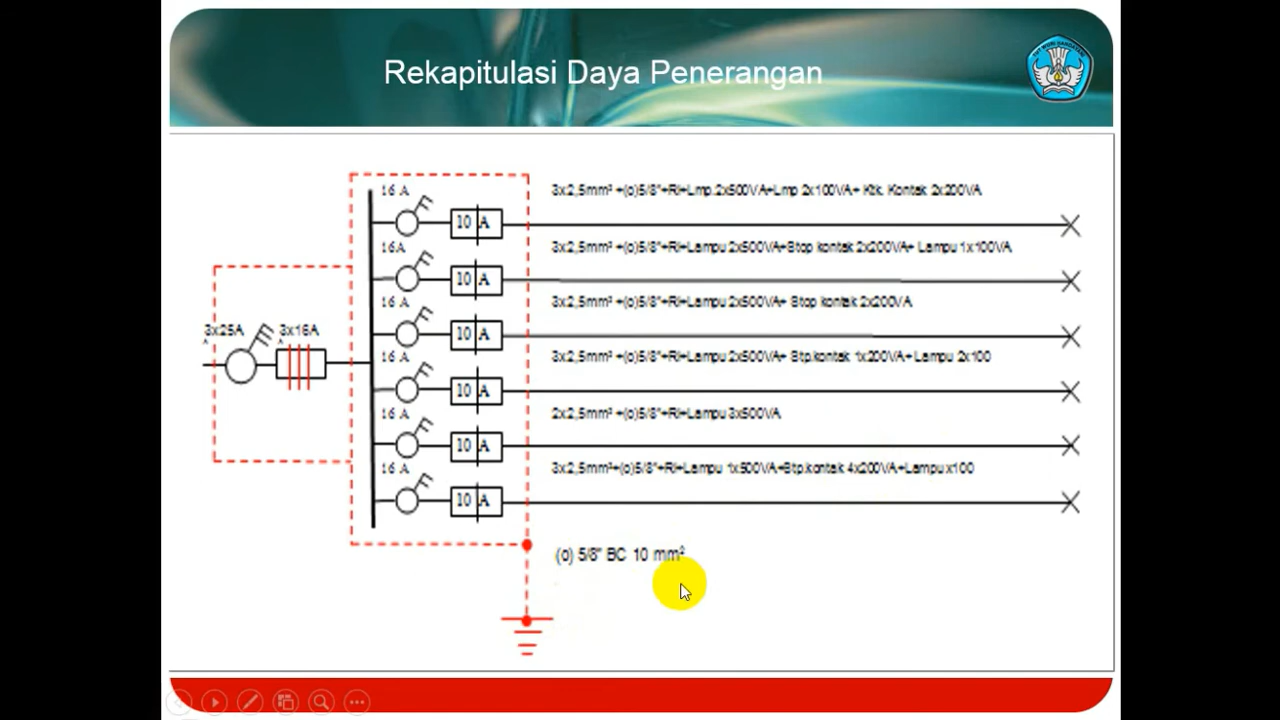 Rekapitulasi Daya Penerangan
16 A
3x2,5mm² +(o)5/8"+Ri+Lmp.2x500VA+Lmp 2x100VA+ Ktk. Kontak 2x200VA
10 A
16A
3x2,5mm² +(o)5/8"+Ri+Lampu 2x500VA+Stop kontak 2x200VA+ Lampu 1x100VA
10 A
16 A
3x2,5mm² +(o)5/8"+Ri+Lampu 2x500VA+ Stop kontak 2x200VA
3x25A
3x16A
10 A
16 A
3x2,5mm² +(o)5/8"+Ri+Lampu 2x500VA+ Stp.kontak 1x200VA+Lampu 2x100
10 A
16 A
2x2,5mm² +(o)5/8"+Ri+Lampu 3x500VA
10 A
16 A
3x2,5mm²+(o)5/8"+Ri+Lampu 1x500VA+Stp.kontak 4x200VA+Lampu x100
10 A
(o) 5/8" BC 10 mm²